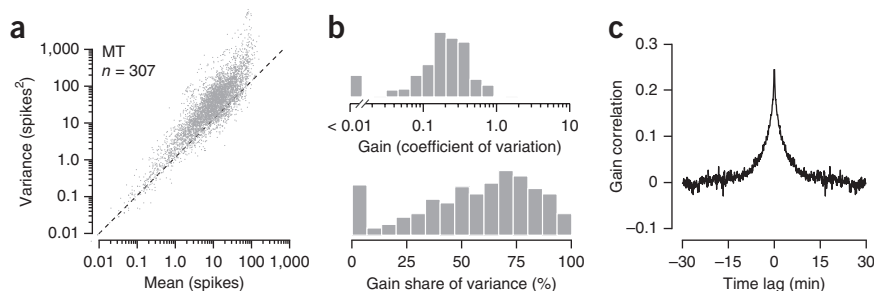 a
MT
n = 307
Variance (spikes²)
1,000
100
10
1.0
0.1
0.01
0.01 0.1 1.0 10 100 1,000
Mean (spikes)
b
< 0.01 0.1 1.0 10
Gain (coefficient of variation)
0 25 50 75 100
Gain share of variance (%)
c
Gain correlation
0.3
0.2
0.1
0
–0.1
–30 –15 0 15 30
Time lag (min)